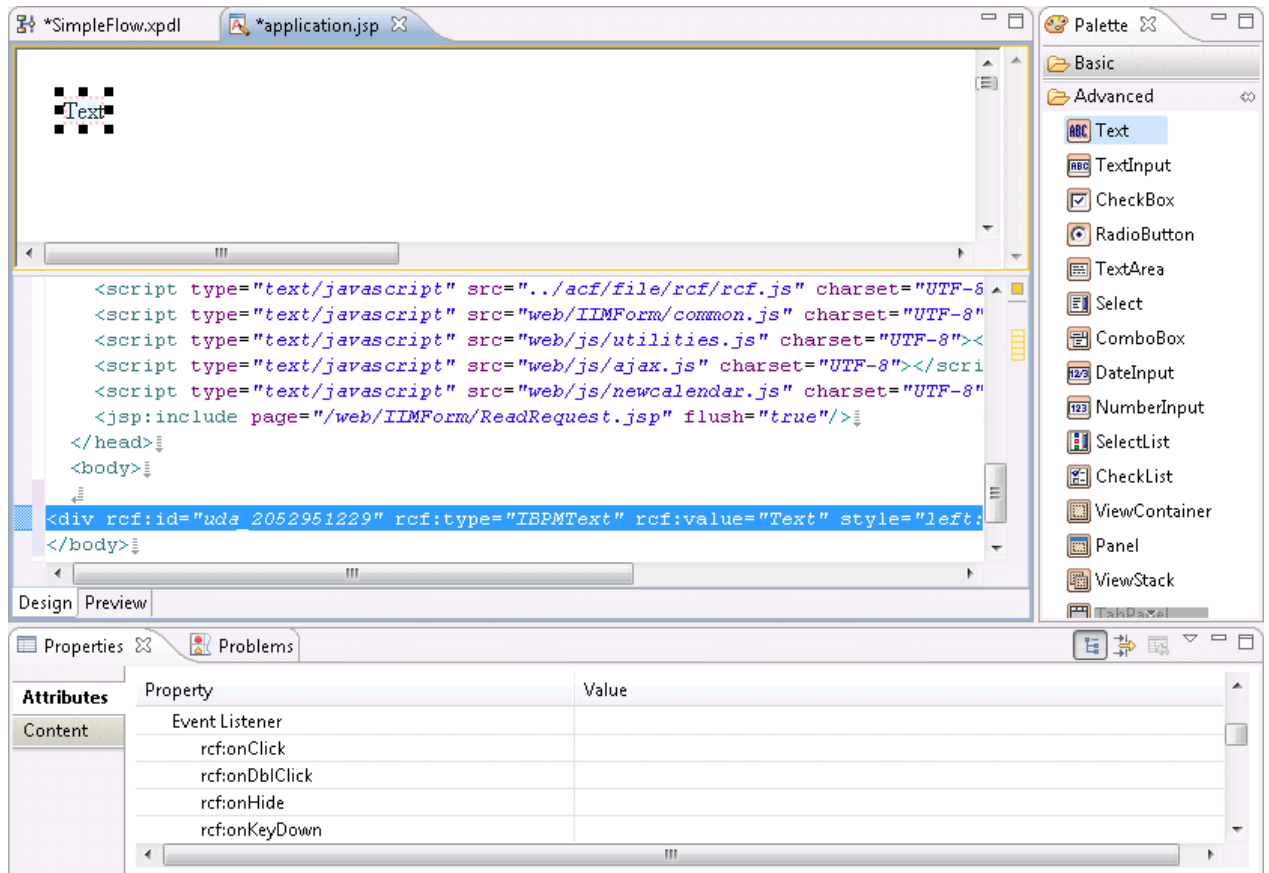 *SimpleFlow.xpdl
*application.jsp
Text
<script type="text/javascript" src="../acf/file/rcf/rcf.js" charset="UTF-8
<script type="text/javascript" src="web/IIMForm/common.js" charset="UTF-8"
<script type="text/javascript" src="web/js/utilities.js" charset="UTF-8"><
<script type="text/javascript" src="web/js/ajax.js" charset="UTF-8"></scri
<script type="text/javascript" src="web/js/newcalendar.js" charset="UTF-8"
<jsp:include page="/web/IIMForm/ReadRequest.jsp" flush="true"/>
</head>
<body>
<div rcf:id="uda_2052951229" rcf:type="IBPMText" rcf:value="Text" style="left:
</body>
Design Preview
Palette
Basic
Advanced
ABC Text
ABC TextInput
CheckBox
RadioButton
TextArea
Select
ComboBox
12/3 DateInput
123 NumberInput
SelectList
CheckList
ViewContainer
Panel
ViewStack
TabPanel
Properties Problems
Attributes
Content
Property Value
Event Listener
rcf:onClick
rcf:onDblClick
rcf:onHide
rcf:onKeyDown